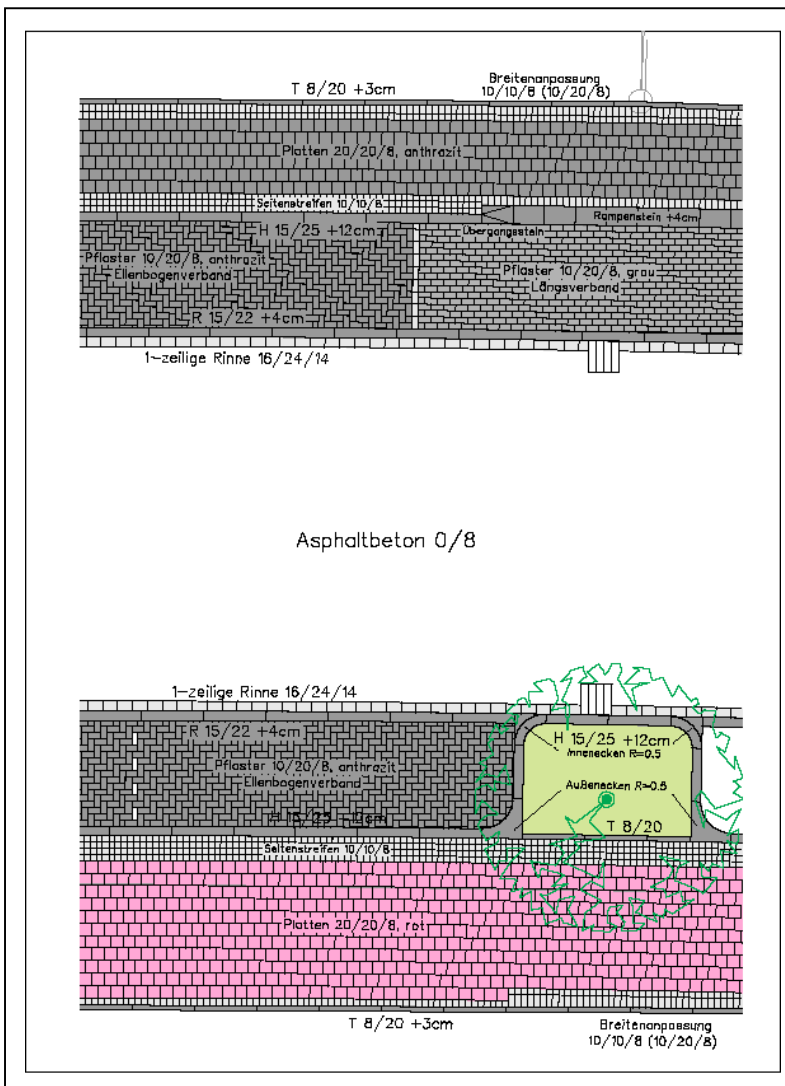 T 8/20 +3cm
Breitenanpassung
10/10/8 (10/20/8)
Platten 20/20/8, anthrazit
Seitenstreifen 10/10/8
Rampenstein +4cm
H 15/25 +12cm
Übergangsstein
Pflaster 10/20/8, anthrazit
Ellenbogenverband
Pflaster 10/20/8, grau
Längsverband
R 15/22 +4cm
1-zeilige Rinne 16/24/14
Asphaltbeton 0/8
1-zeilige Rinne 16/24/14
R 15/22 +4cm
H 15/25 +12cm
Innenecken R=0.5
Pflaster 10/20/8, anthrazit
Ellenbogenverband
Außenecken R=0.5
H 15/25 +12cm
T 8/20
Seitenstreifen 10/10/8
Platten 20/20/8, rot
T 8/20 +3cm
Breitenanpassung
10/10/8 (10/20/8)